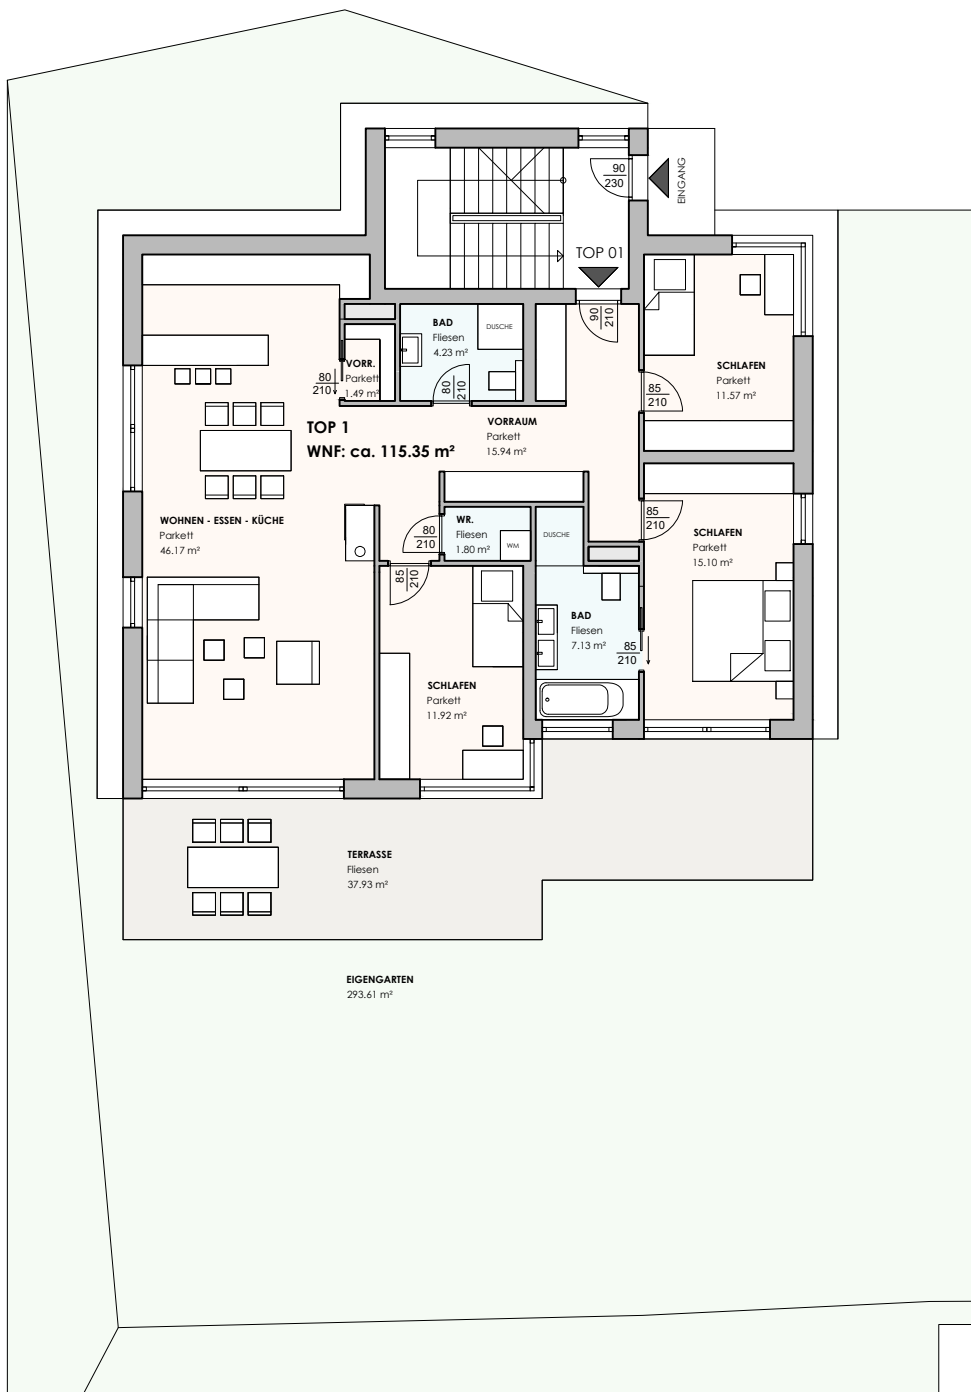 90
230
EINGANG
TOP 01
90
210
BAD
Fliesen
4.23 m²
DUSCHE
80
210
VORR.
Parkett
1.49 m²
80
210
SCHLAFEN
Parkett
11.57 m²
85
210
TOP 1
WNF: ca. 115.35 m²
VORRAUM
Parkett
15.94 m²
WOHNEN - ESSEN - KÜCHE
Parkett
46.17 m²
80
210
WR.
Fliesen
1.80 m²
WM
DUSCHE
85
210
SCHLAFEN
Parkett
15.10 m²
85
210
BAD
Fliesen
7.13 m²
85
210
SCHLAFEN
Parkett
11.92 m²
TERRASSE
Fliesen
37.93 m²
EIGENGARTEN
293.61 m²